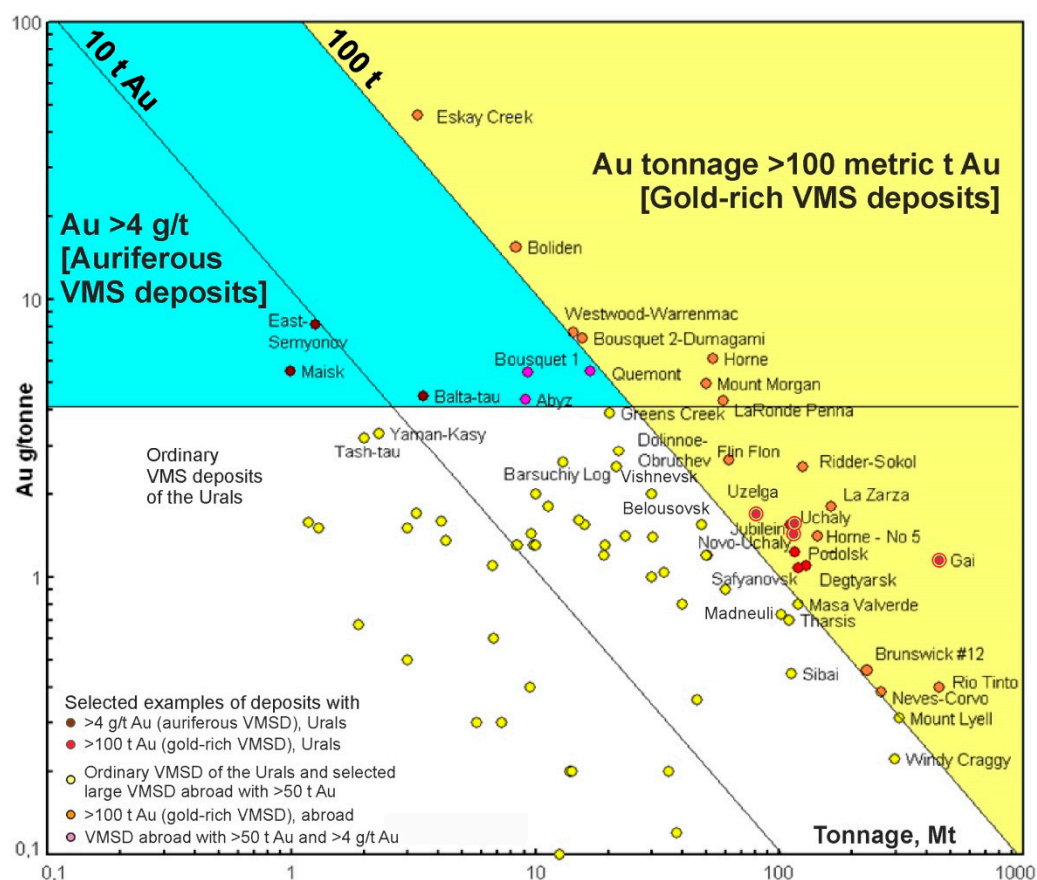 100
10 t Au
100 t
Eskay Creek
Au tonnage >100 metric t Au
[Gold-rich VMS deposits]
Au >4 g/t
[Auriferous
VMS deposits]
Boliden
10
Westwood-Warrenmac
East-
Semyonov
Bousquet 2-Dumagami
Bousquet 1
Horne
Maisk
Quemont
Mount Morgan
Balta-tau
Abyz
LaRonde Penna
Greens Creek
Au g/tonne
Yaman-Kasy
Tash-tau
Dolinnoe-
Obruchev
Flin Flon
Ordinary
VMS deposits
of the Urals
Barsuchiy Log
Vishnevsk
Ridder-Sokol
Uzelga
La Zarza
Belousovsk
Uchaly
Jubilein
Novo-Uchaly
Horne - No 5
Podolsk
Gai
1
Safyanovsk
Degtyarsk
Madneuli
Masa Valverde
Tharsis
Sibai
Brunswick #12
Rio Tinto
Neves-Corvo
Mount Lyell
Windy Craggy
Selected examples of deposits with
>4 g/t Au (auriferous VMSD), Urals
>100 t Au (gold-rich VMSD), Urals
Ordinary VMSD of the Urals and selected
large VMSD abroad with >50 t Au
>100 t Au (gold-rich VMSD), abroad
VMSD abroad with >50 t Au and >4 g/t Au
Tonnage, Mt
0,1
0,1
1
10
100
1000